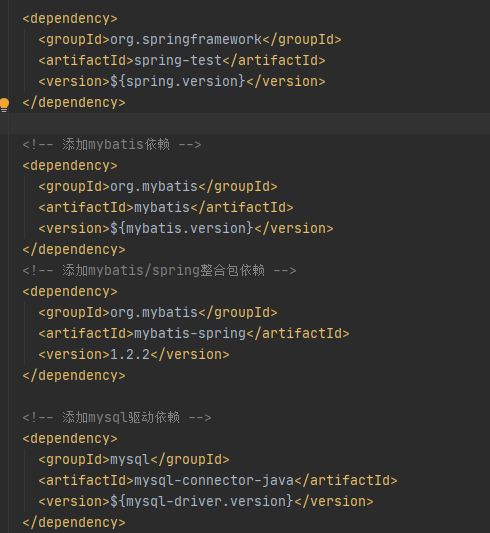 <dependency>
<groupId>org.springframework</groupId>
<artifactId>spring-test</artifactId>
<version>${spring.version}</version>
</dependency>
<!-- 添加mybatis依赖 -->
<dependency>
<groupId>org.mybatis</groupId>
<artifactId>mybatis</artifactId>
<version>${mybatis.version}</version>
</dependency>
<!-- 添加mybatis/spring整合包依赖 -->
<dependency>
<groupId>org.mybatis</groupId>
<artifactId>mybatis-spring</artifactId>
<version>1.2.2</version>
</dependency>
<!-- 添加mysql驱动依赖 -->
<dependency>
<groupId>mysql</groupId>
<artifactId>mysql-connector-java</artifactId>
<version>${mysql-driver.version}</version>
</dependency>